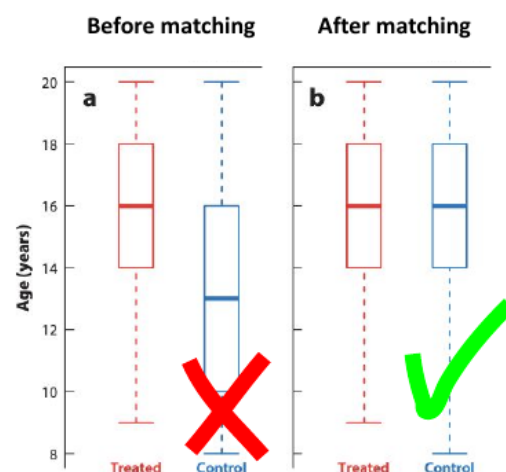 Before matching After matching
a b
20
18
16
14
12
10
8
Age (years)
Treated Control Treated Control